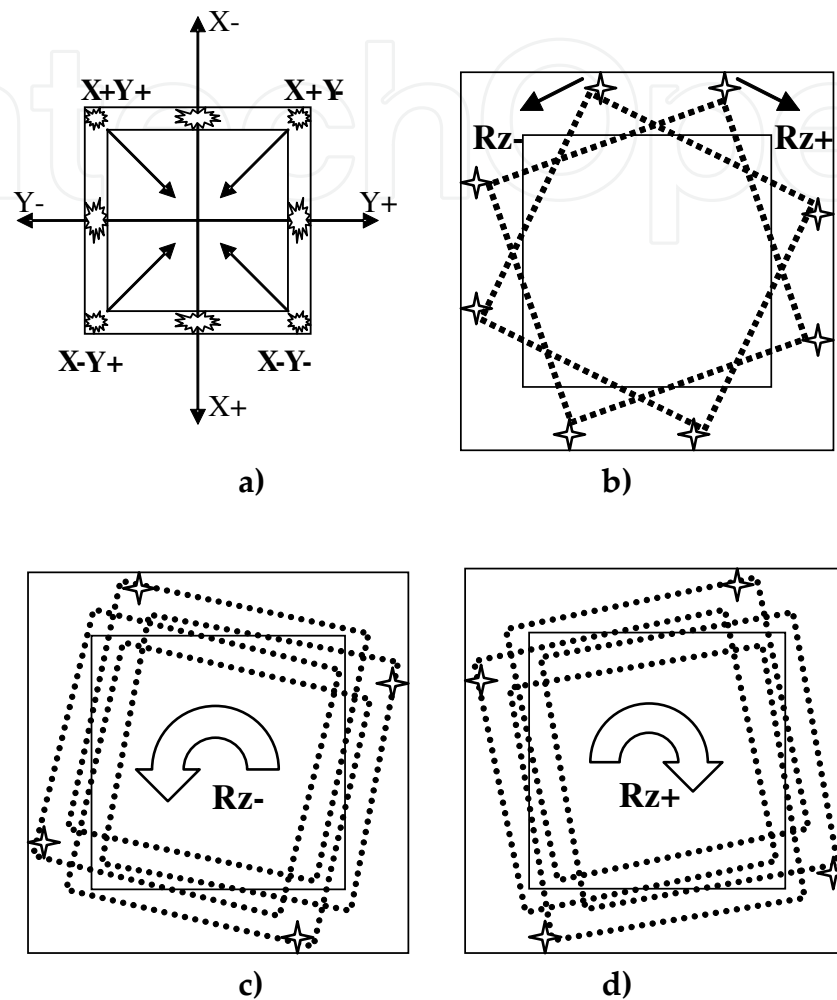 X-
X+Y+
X+Y-
Y-
Y+
X-Y+
X-Y-
X+
a)
Rz-
Rz+
b)
Rz-
c)
Rz+
d)